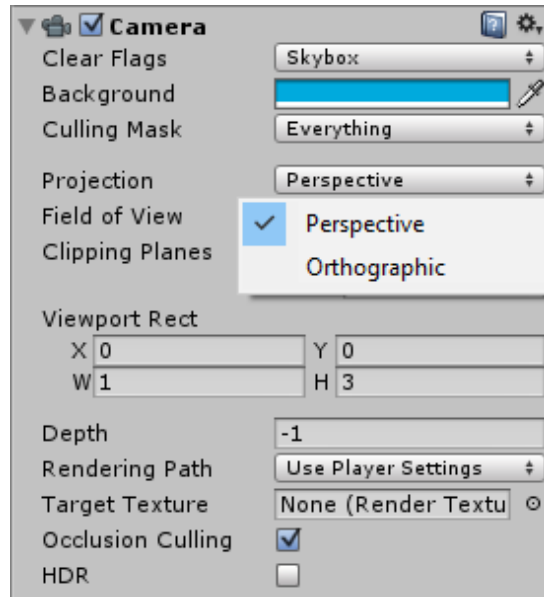 Camera
Clear Flags Skybox
Background
Culling Mask Everything
Projection Perspective
Field of View
Perspective
Clipping Planes
Orthographic
Viewport Rect
X 0 Y 0
W 1 H 3
Depth -1
Rendering Path Use Player Settings
Target Texture None (Render Textu
Occlusion Culling
HDR